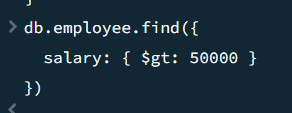 > db.employee.find({
salary: { $gt: 50000 }
})
<